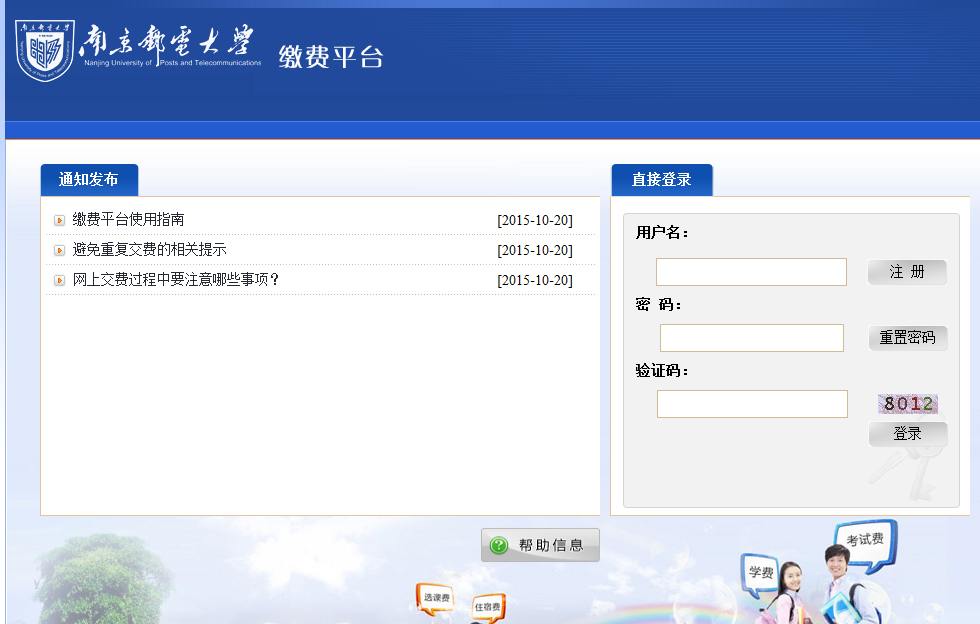 南京郵電大學
Nanjing University of Posts and Telecommunications
缴费平台
通知发布
缴费平台使用指南 [2015-10-20]
避免重复交费的相关提示 [2015-10-20]
网上交费过程中要注意哪些事项？ [2015-10-20]
直接登录
用户名：
注 册
密 码：
重置密码
验证码：
8012
登录
帮助信息
考试费
学费
选课费
住宿费